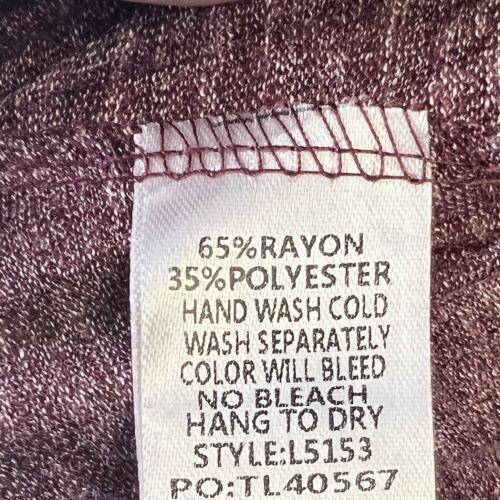 65%RAYON
35%POLYESTER
HAND WASH COLD
WASH SEPARATELY
COLOR WILL BLEED
NO BLEACH
HANG TO DRY
STYLE:L5153
PO:TL40567